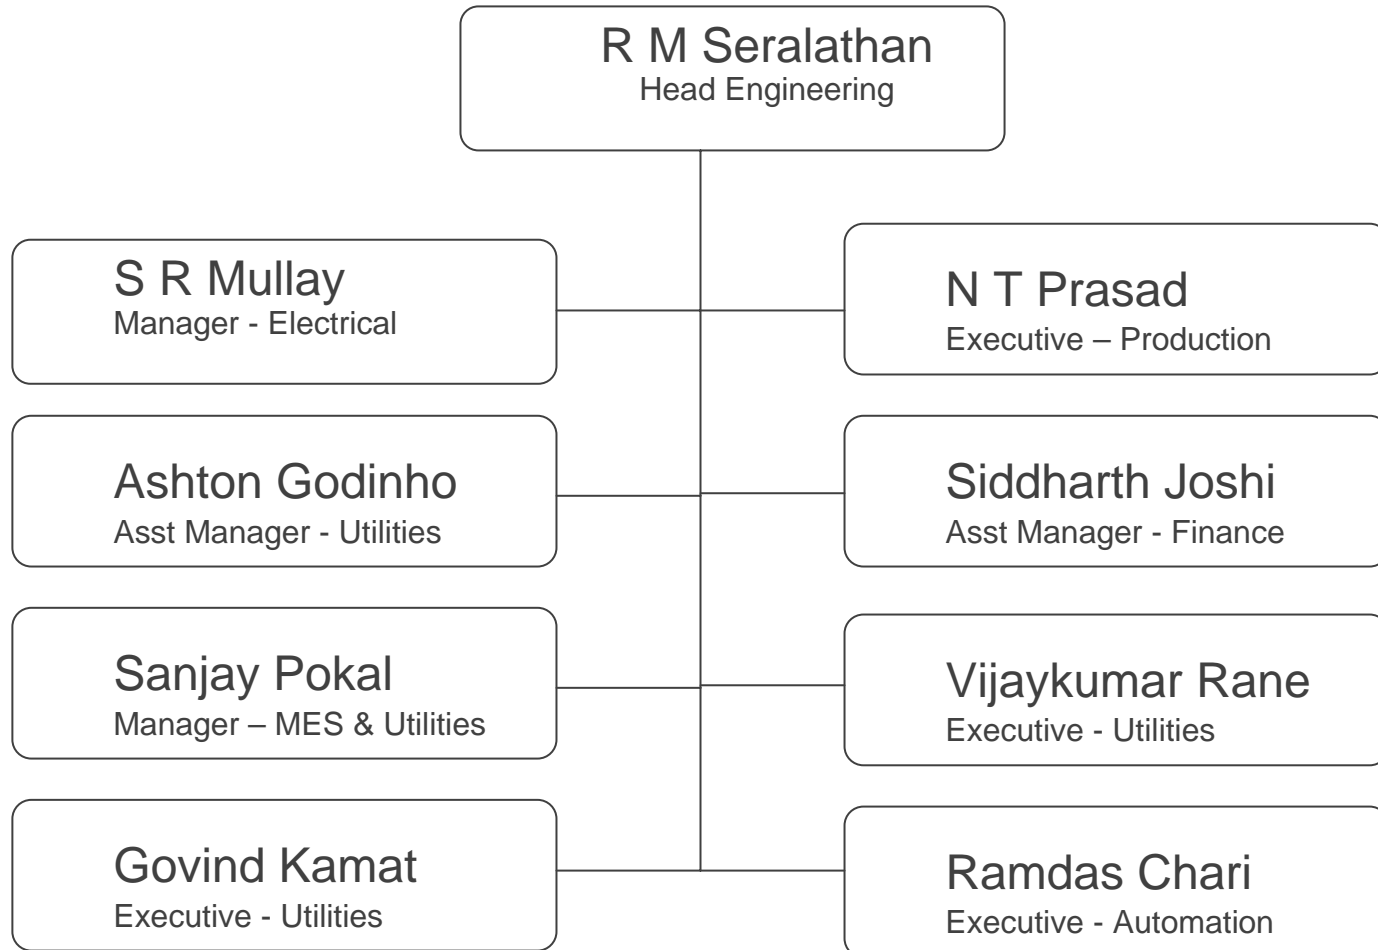 R M Seralathan
Head Engineering
S R Mullay
Manager - Electrical
N T Prasad
Executive – Production
Ashton Godinho
Asst Manager - Utilities
Siddharth Joshi
Asst Manager - Finance
Sanjay Pokal
Manager – MES & Utilities
Vijaykumar Rane
Executive - Utilities
Govind Kamat
Executive - Utilities
Ramdas Chari
Executive - Automation